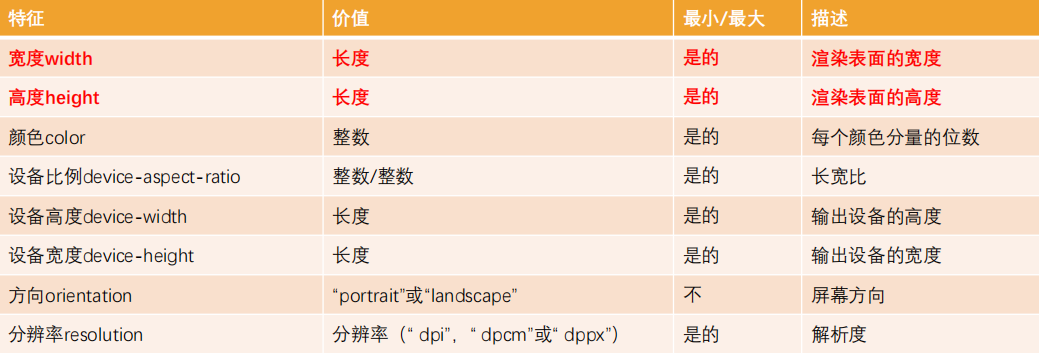 特征 价值 最小/最大 描述
宽度width 长度 是的 渲染表面的宽度
高度height 长度 是的 渲染表面的高度
颜色color 整数 是的 每个颜色分量的位数
设备比例device-aspect-ratio 整数/整数 是的 长宽比
设备高度device-width 长度 是的 输出设备的高度
设备宽度device-height 长度 是的 输出设备的宽度
方向orientation “portrait”或“landscape” 不 屏幕方向
分辨率resolution 分辨率（“ dpi”，“ dpcm”或“ dppx”） 是的 解析度